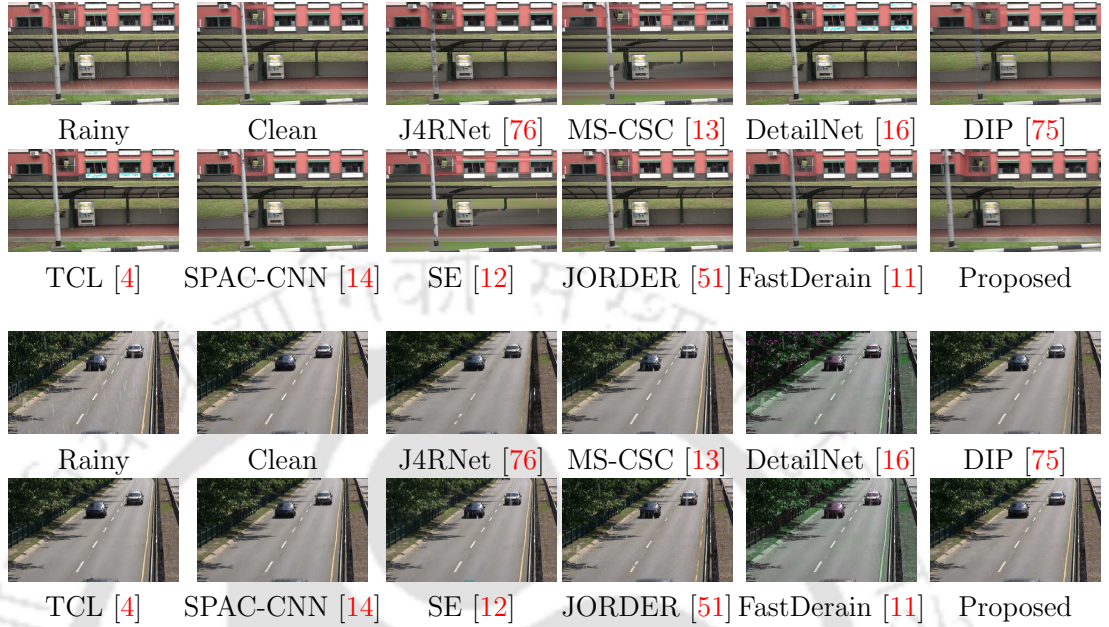 Rainy Clean J4RNet [76] MS-CSC [13] DetailNet [16] DIP [75]
TCL [4] SPAC-CNN [14] SE [12] JORDER [51] FastDerain [11] Proposed
Rainy Clean J4RNet [76] MS-CSC [13] DetailNet [16] DIP [75]
TCL [4] SPAC-CNN [14] SE [12] JORDER [51] FastDerain [11] Proposed